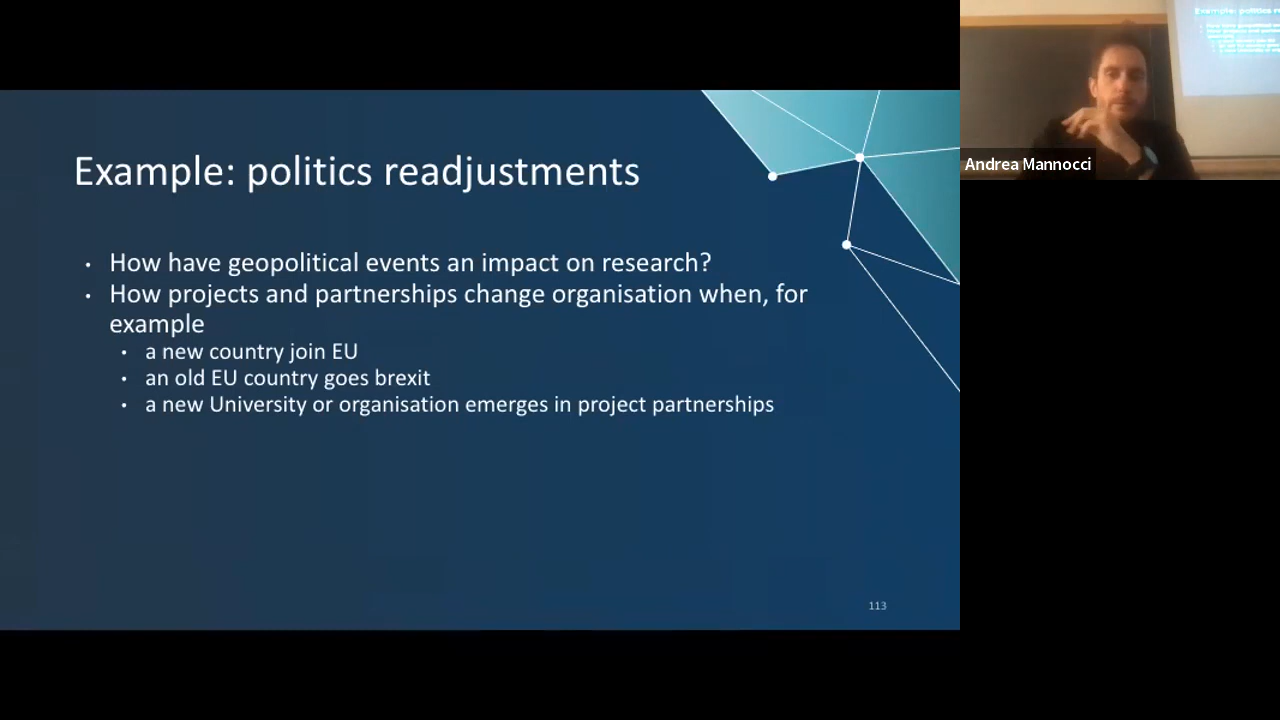 Example: politics readjustments
• How have geopolitical events an impact on research?
• How projects and partnerships change organisation when, for
example
• a new country join EU
• an old EU country goes brexit
• a new University or organisation emerges in project partnerships
113
Andrea Mannocci